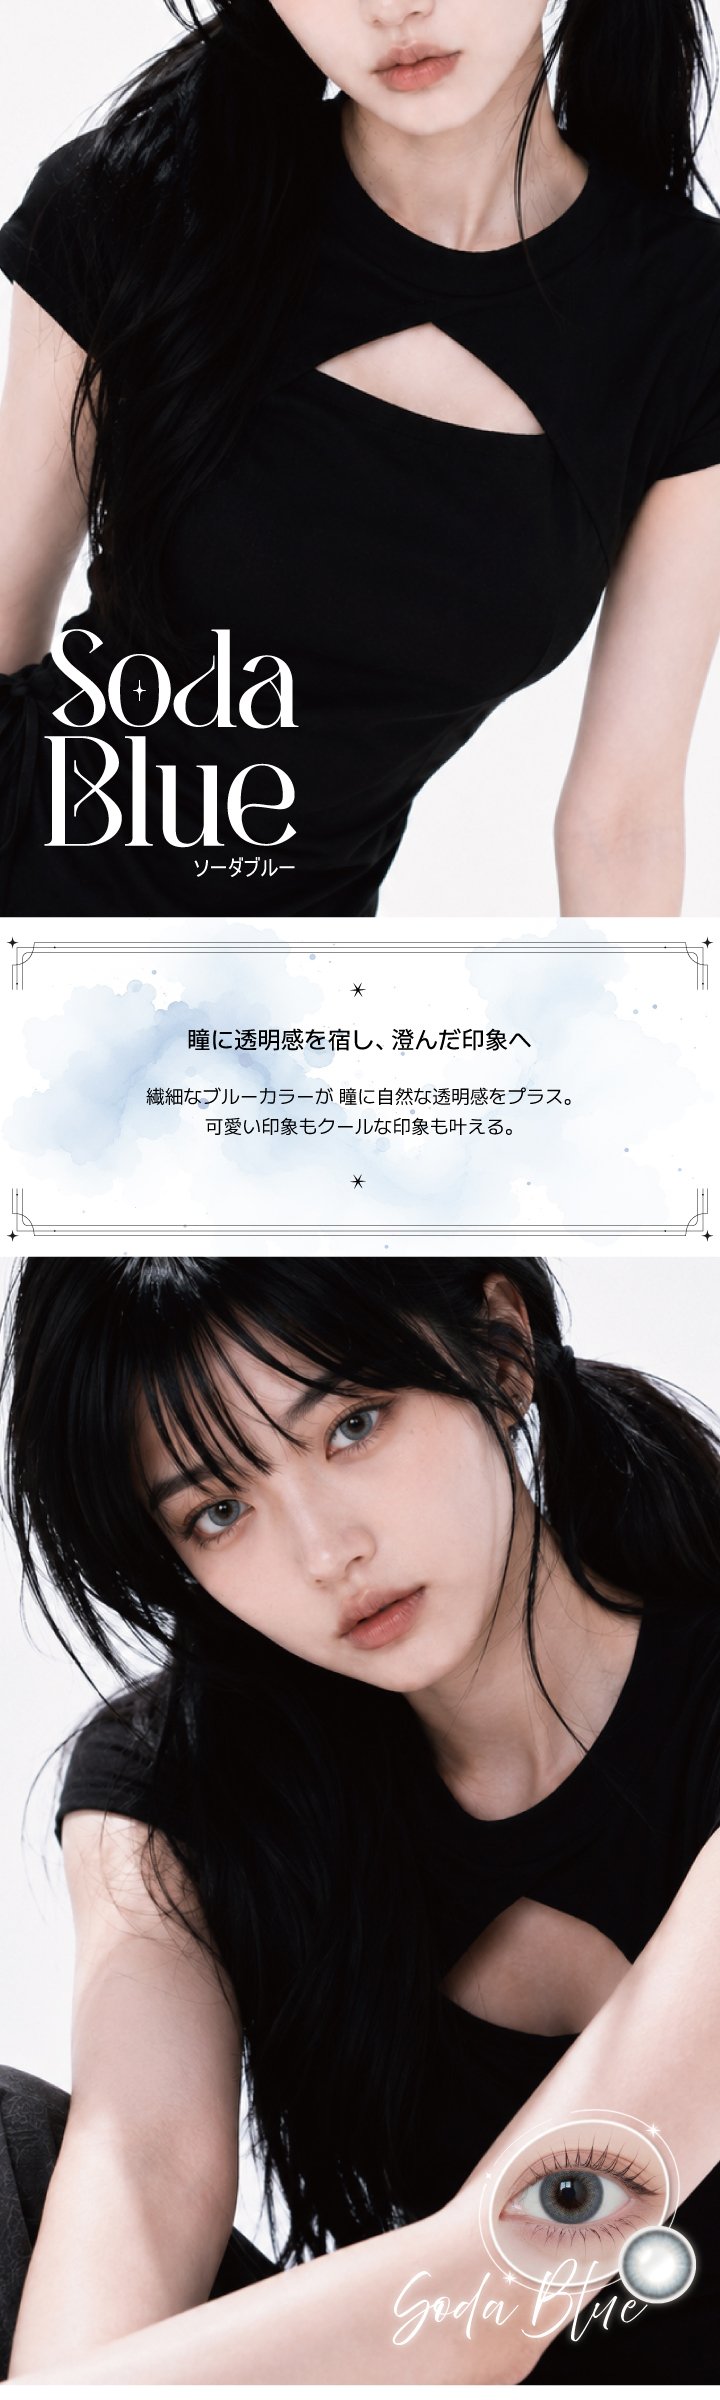 Soda
Blue
ソーダブルー
瞳に透明感を宿し、澄んだ印象へ
繊細なブルーカラーが 瞳に自然な透明感をプラス。
可愛い印象もクールな印象も叶える。
Soda Blue